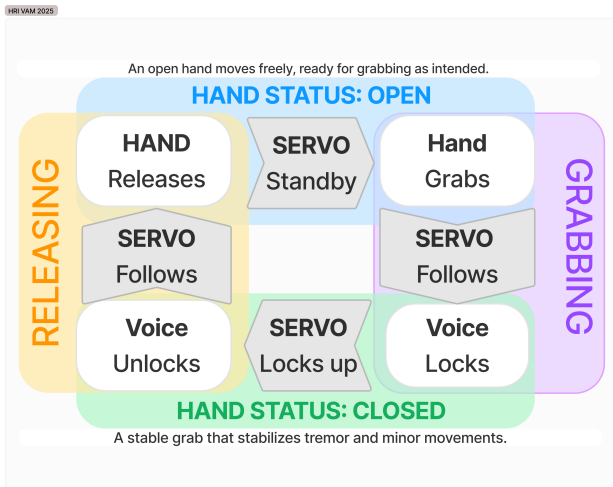 HRI VAM 2025
An open hand moves freely, ready for grabbing as intended.
HAND STATUS: OPEN
RELEASING
HAND
Releases
SERVO
Standby
Hand
Grabs
GRABBING
SERVO
Follows
SERVO
Follows
Voice
Unlocks
SERVO
Locks up
Voice
Locks
HAND STATUS: CLOSED
A stable grab that stabilizes tremor and minor movements.